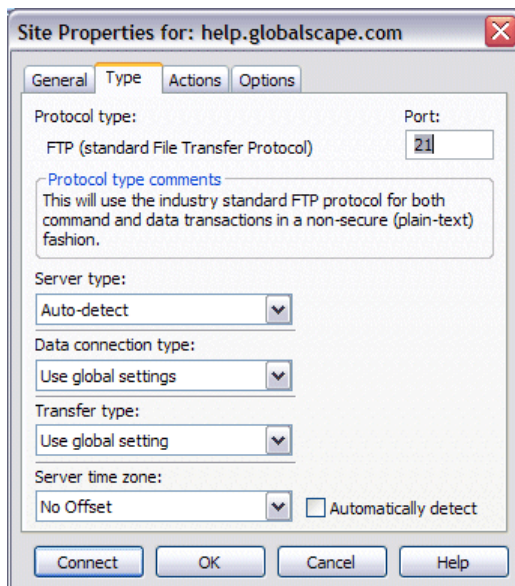 Site Properties for: help.globalscape.com
General Type Actions Options
Protocol type: Port:
FTP (standard File Transfer Protocol) 21
Protocol type comments
This will use the industry standard FTP protocol for both
command and data transactions in a non-secure (plain-text)
fashion.
Server type:
Auto-detect
Data connection type:
Use global settings
Transfer type:
Use global setting
Server time zone:
No Offset Automatically detect
Connect OK Cancel Help